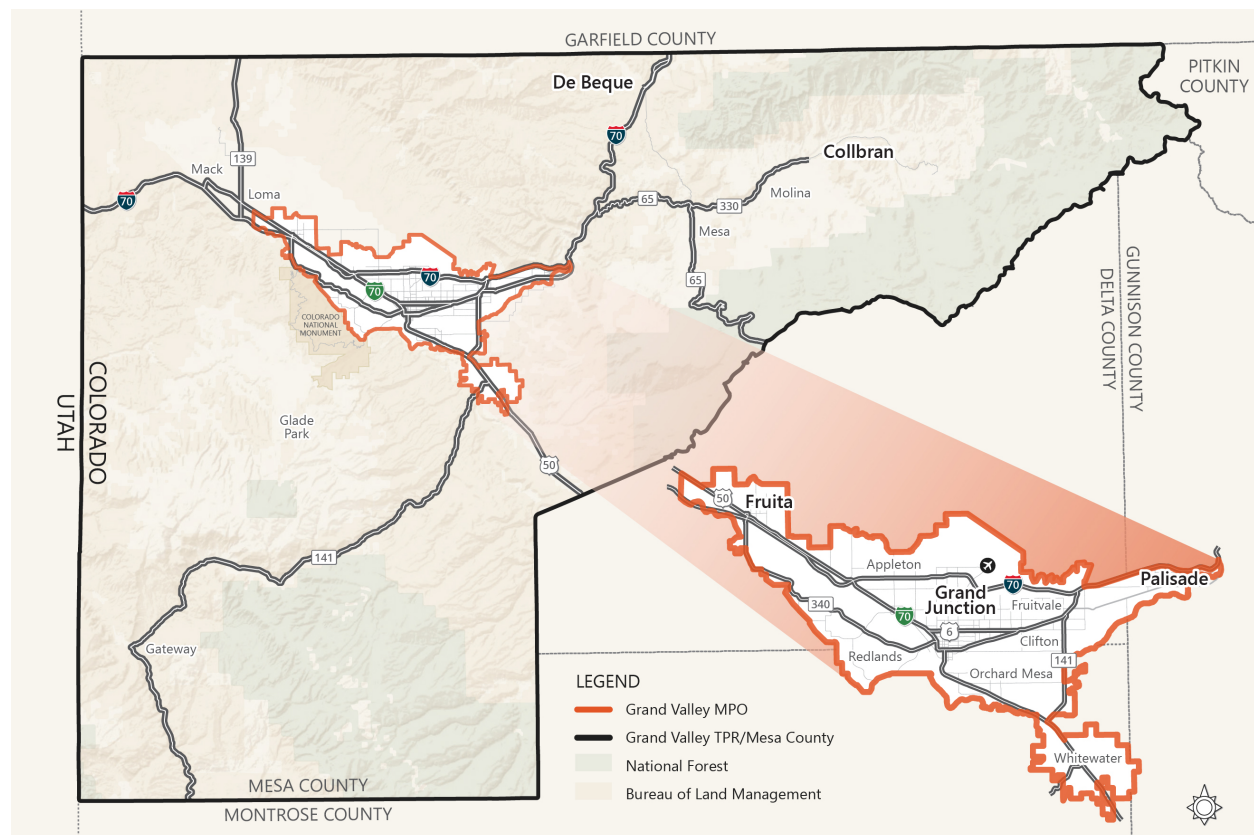 GARFIELD COUNTY
PITKIN
COUNTY
De Beque
70
Collbran
139
Mack
Loma
Molina
65
330
70
Mesa
70
65
70
COLORADO
NATIONAL
MONUMENT
GUNNISON COUNTY
DELTA COUNTY
COLORADO
UTAH
Glade
Park
50
50
Fruita
141
Appleton
70
Palisade
Grand
Junction
Fruitvale
340
70
6
Clifton
Gateway
Redlands
141
Orchard Mesa
LEGEND
Grand Valley MPO
Grand Valley TPR/Mesa County
National Forest
Bureau of Land Management
Whitewater
MESA COUNTY
MONTROSE COUNTY